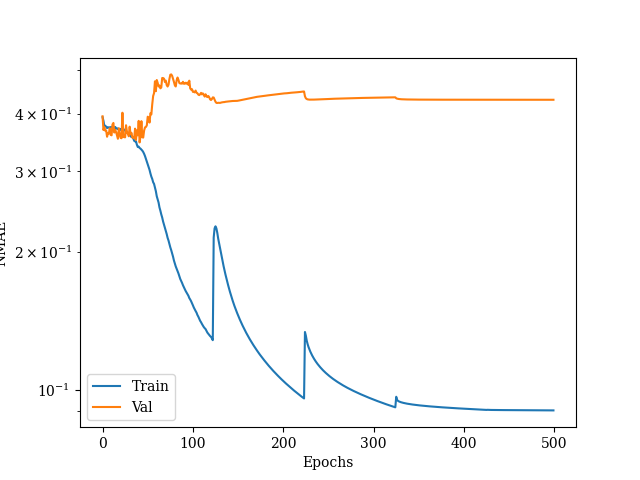 4 × 10⁻¹
3 × 10⁻¹
2 × 10⁻¹
10⁻¹
NMAE
Train
Val
0 100 200 300 400 500
Epochs